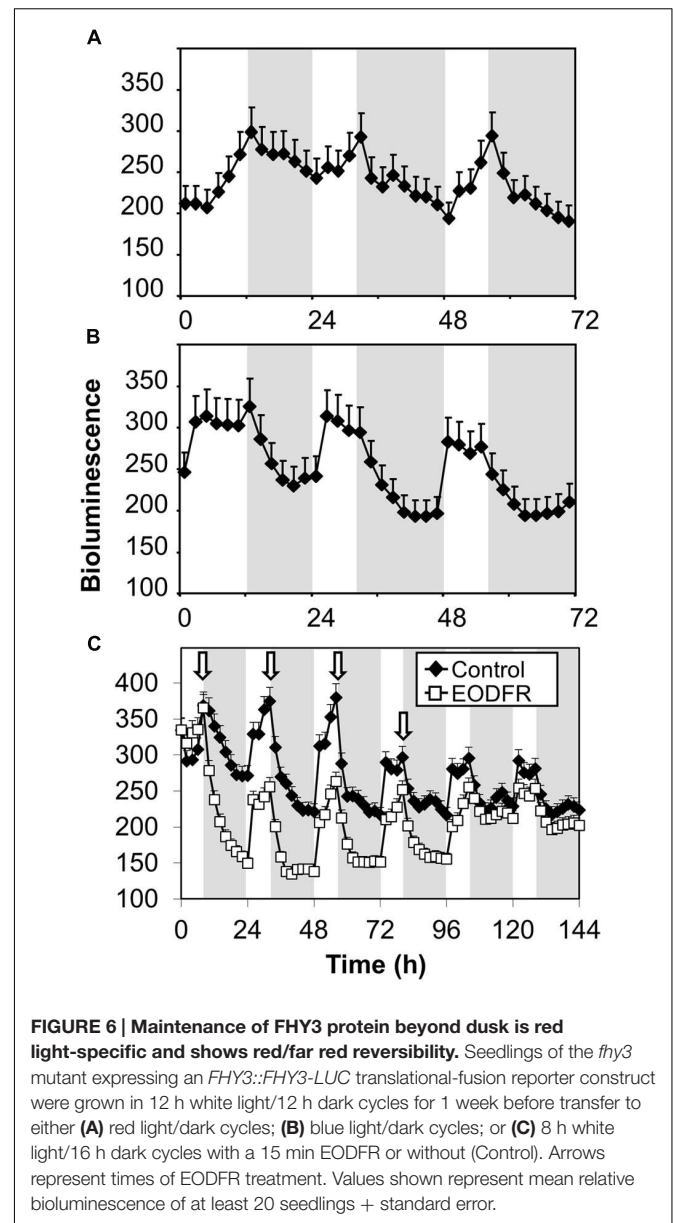 A
350
300
250
200
150
100
0 24 48 72
B
350
300
250
200
150
100
0 24 48 72
Bioluminescence
C
Control
EODFR
400
350
300
250
200
150
100
0 24 48 72 96 120 144
Time (h)
FIGURE 6 | Maintenance of FHY3 protein beyond dusk is red
light-specific and shows red/far red reversibility. Seedlings of the fhy3
mutant expressing an FHY3::FHY3-LUC translational-fusion reporter construct
were grown in 12 h white light/12 h dark cycles for 1 week before transfer to
either (A) red light/dark cycles; (B) blue light/dark cycles; or (C) 8 h white
light/16 h dark cycles with a 15 min EODFR or without (Control). Arrows
represent times of EODFR treatment. Values shown represent mean relative
bioluminescence of at least 20 seedlings + standard error.